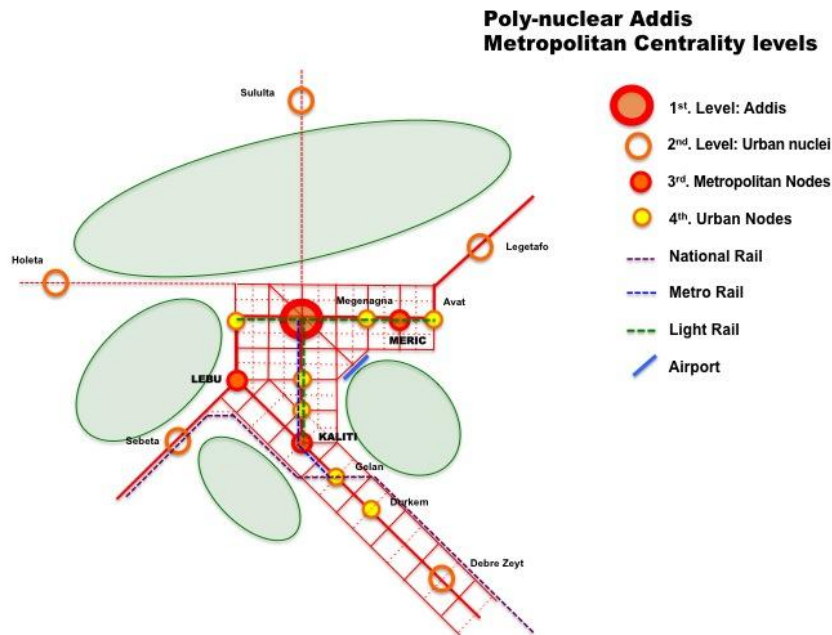 Poly-nuclear Addis
Metropolitan Centrality levels
Sululta
1st. Level: Addis
2nd. Level: Urban nuclei
3rd. Metropolitan Nodes
4th. Urban Nodes
National Rail
Metro Rail
Light Rail
Airport
Legetafo
Holeta
Megenagna
Avat
MERIC
LEBU
KALITI
Sebeta
Gelan
Durkem
Debre Zeyt